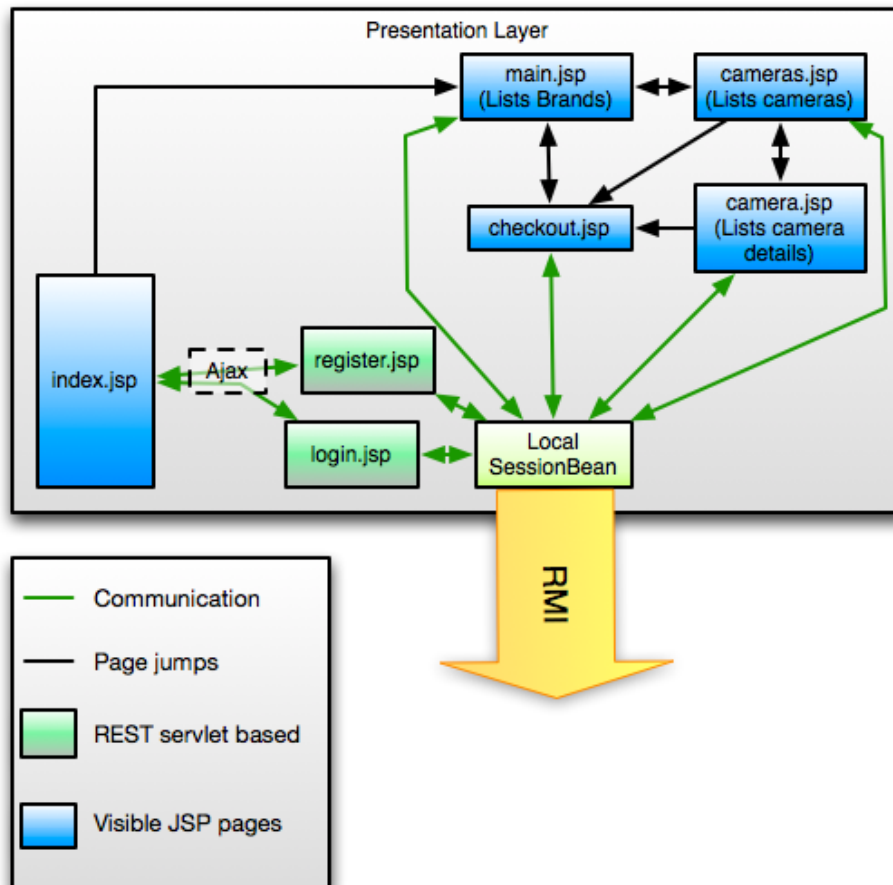 Presentation Layer
main.jsp
(Lists Brands)
cameras.jsp
(Lists cameras)
checkout.jsp
camera.jsp
(Lists camera
details)
index.jsp
Ajax
register.jsp
login.jsp
Local
SessionBean
RMI
Communication
Page jumps
REST servlet based
Visible JSP pages